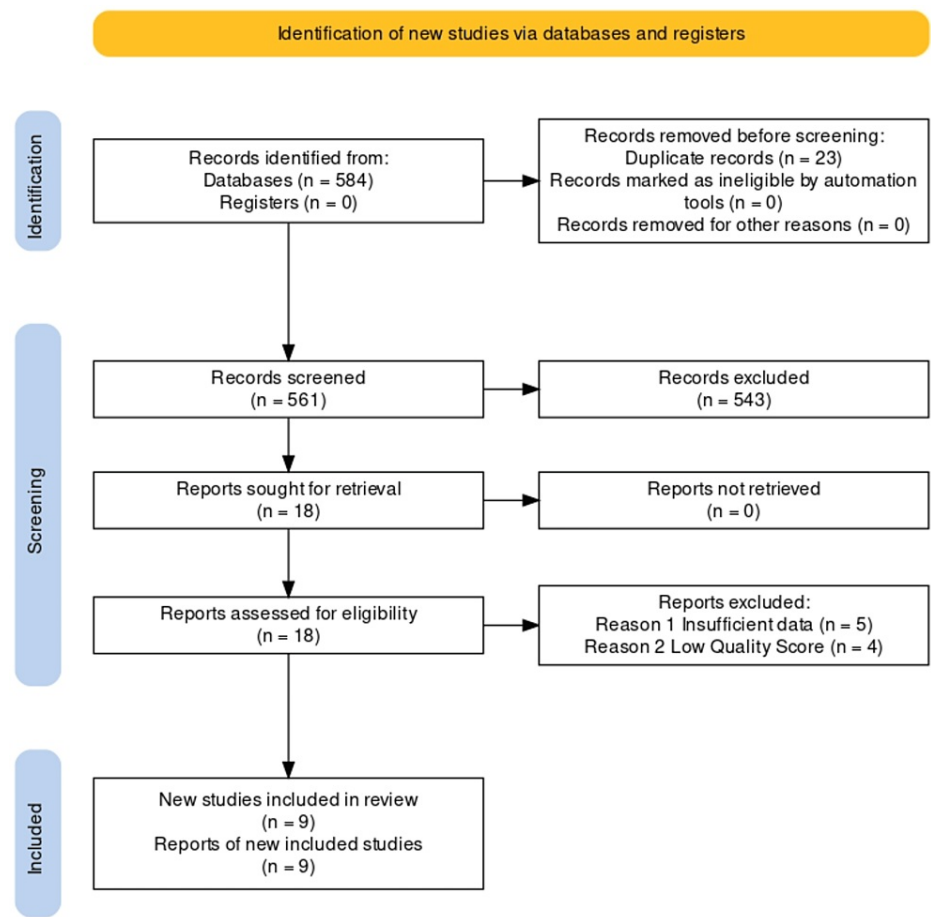 Identification of new studies via databases and registers
Identification
Records identified from:
Databases (n = 584)
Registers (n = 0)
Records removed before screening:
Duplicate records (n = 23)
Records marked as ineligible by automation
tools (n = 0)
Records removed for other reasons (n = 0)
Screening
Records screened
(n = 561)
Records excluded
(n = 543)
Reports sought for retrieval
(n = 18)
Reports not retrieved
(n = 0)
Reports assessed for eligibility
(n = 18)
Reports excluded:
Reason 1 Insufficient data (n = 5)
Reason 2 Low Quality Score (n = 4)
Included
New studies included in review
(n = 9)
Reports of new included studies
(n = 9)